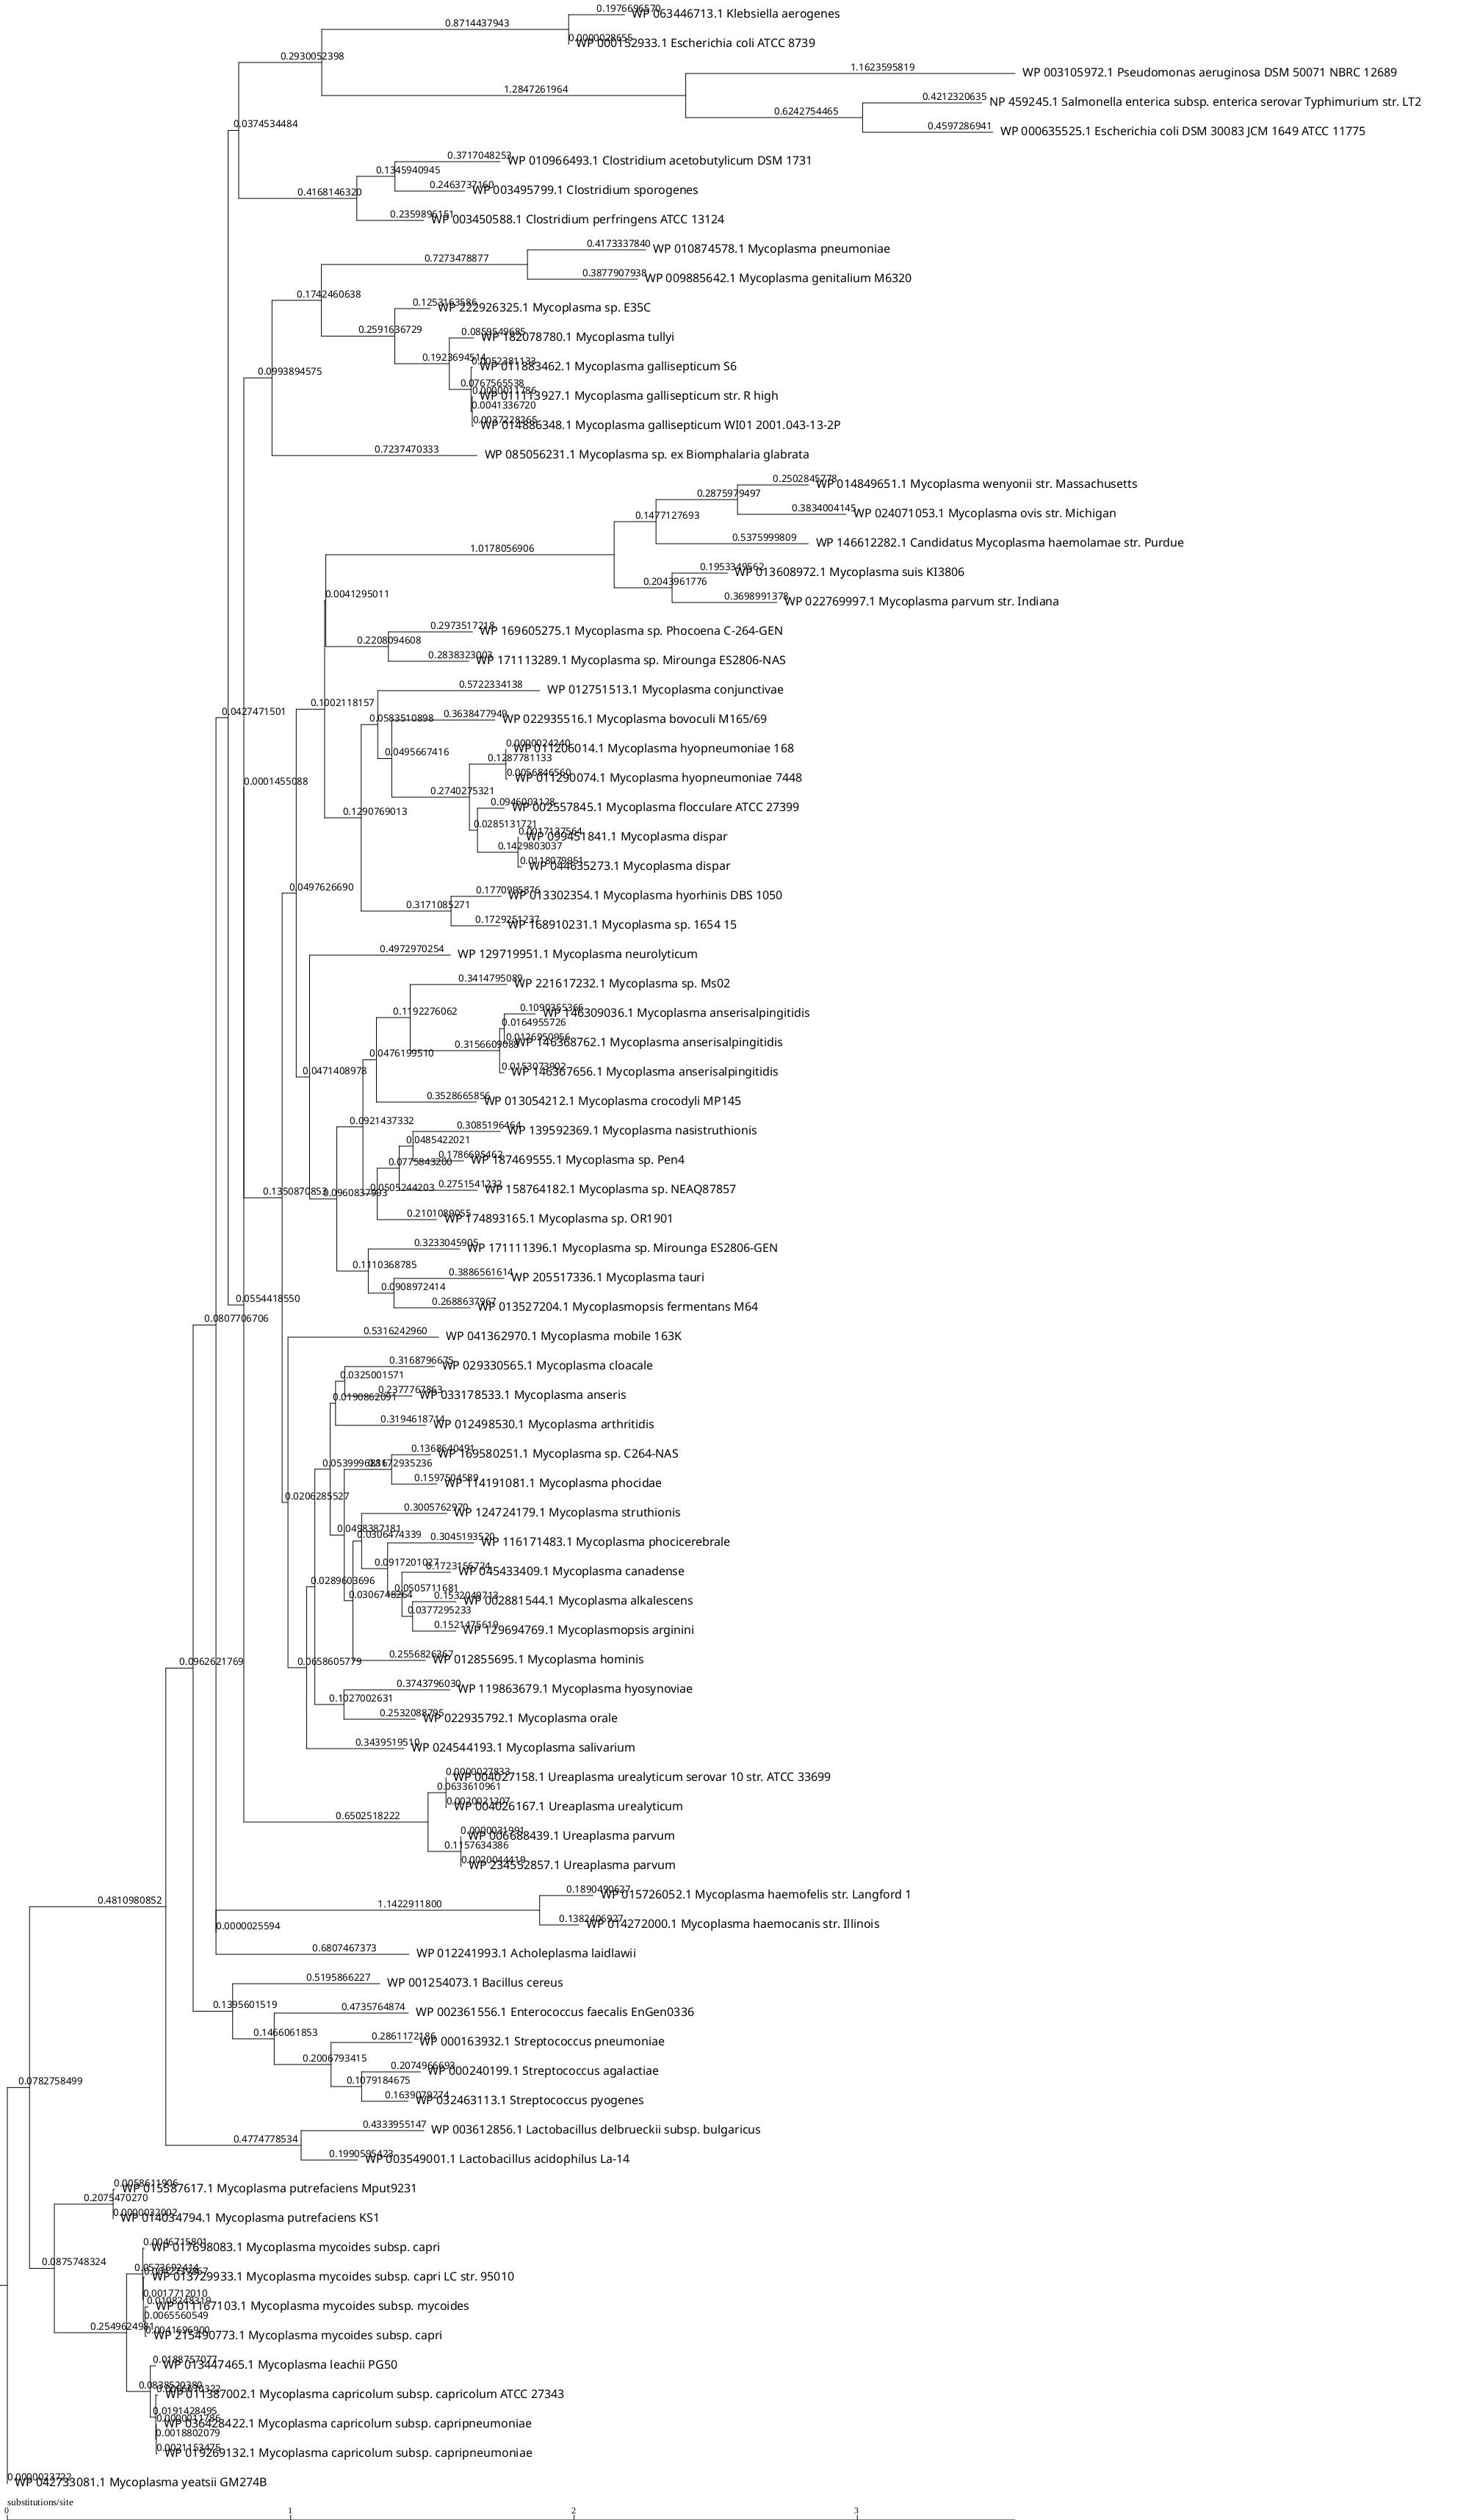 0.1976696570
WP 063446713.1 Klebsiella aerogenes
0.8714437943
0.0000028655
WP 000152933.1 Escherichia coli ATCC 8739
0.2930052398
1.1623595819
WP 003105972.1 Pseudomonas aeruginosa DSM 50071 NBRC 12689
1.2847261964
0.4212320635
NP 459245.1 Salmonella enterica subsp. enterica serovar Typhimurium str. LT2
0.6242754465
0.4597286941
WP 000635525.1 Escherichia coli DSM 30083 JCM 1649 ATCC 11775
0.0374534484
0.3717048253
WP 010966493.1 Clostridium acetobutylicum DSM 1731
0.1345940945
0.2463737160
WP 003495799.1 Clostridium sporogenes
0.4168146320
0.2359896151
WP 003450588.1 Clostridium perfringens ATCC 13124
0.4173337840
WP 010874578.1 Mycoplasma pneumoniae
0.7273478877
0.3877907938
WP 009885642.1 Mycoplasma genitalium M6320
0.1742460638
0.1253163586
WP 222926325.1 Mycoplasma sp. E35C
0.2591636729
0.0859549685
WP 182078780.1 Mycoplasma tullyi
0.1923694514
0.0052381133
WP 011883462.1 Mycoplasma gallisepticum S6
0.0767565538
0.0000011786
WP 011113927.1 Mycoplasma gallisepticum str. R high
0.0041336720
0.0037228265
WP 014886348.1 Mycoplasma gallisepticum WI01 2001.043-13-2P
0.0993894575
0.7237470333
WP 085056231.1 Mycoplasma sp. ex Biomphalaria glabrata
0.2502845778
WP 014849651.1 Mycoplasma wenyonii str. Massachusetts
0.2875979497
0.3834004145
WP 024071053.1 Mycoplasma ovis str. Michigan
0.1477127693
0.5375999809
WP 146612282.1 Candidatus Mycoplasma haemolamae str. Purdue
1.0178056906
0.1953349562
WP 013608972.1 Mycoplasma suis KI3806
0.2043961776
0.3698991378
WP 022769997.1 Mycoplasma parvum str. Indiana
0.0041295011
0.2973517218
WP 169605275.1 Mycoplasma sp. Phocoena C-264-GEN
0.2208094608
0.2838323003
WP 171113289.1 Mycoplasma sp. Mirounga ES2806-NAS
0.5722334138
WP 012751513.1 Mycoplasma conjunctivae
0.1002118157
0.0427471501
0.0583510898
0.3638477949
WP 022935516.1 Mycoplasma bovoculi M165/69
0.0000024240
WP 011206014.1 Mycoplasma hyopneumoniae 168
0.0495667416
0.1287781133
0.0056846560
WP 011290074.1 Mycoplasma hyopneumoniae 7448
0.0001455088
0.2740275321
0.0946003128
WP 002557845.1 Mycoplasma flocculare ATCC 27399
0.1290769013
0.0285131721
0.0017137564
WP 099451841.1 Mycoplasma dispar
0.1429803037
0.0118079951
WP 044635273.1 Mycoplasma dispar
0.0497626690
0.1770995876
WP 013302354.1 Mycoplasma hyorhinis DBS 1050
0.3171085271
0.1729251237
WP 168910231.1 Mycoplasma sp. 1654 15
0.4972970254
WP 129719951.1 Mycoplasma neurolyticum
0.3414795089
WP 221617232.1 Mycoplasma sp. Ms02
0.1192276062
0.1090355366
WP 146309036.1 Mycoplasma anserisalpingitidis
0.0164955726
0.0126950956
WP 146368762.1 Mycoplasma anserisalpingitidis
0.3156609088
0.0476199510
0.0153073902
WP 146367656.1 Mycoplasma anserisalpingitidis
0.0471408978
0.3528665856
WP 013054212.1 Mycoplasma crocodyli MP145
0.0921437332
0.3085196464
WP 139592369.1 Mycoplasma nasistruthionis
0.0485422021
0.1786695462
WP 187469555.1 Mycoplasma sp. Pen4
0.0775843200
0.2751541232
WP 158764182.1 Mycoplasma sp. NEAQ87857
0.0505244203
0.1350870853
0.0960837993
0.2101089055
WP 174893165.1 Mycoplasma sp. OR1901
0.3233045905
WP 171111396.1 Mycoplasma sp. Mirounga ES2806-GEN
0.1110368785
0.3886561614
WP 205517336.1 Mycoplasma tauri
0.0908972414
0.2688637967
WP 013527204.1 Mycoplasmopsis fermentans M64
0.0554418550
0.0807706706
0.5316242960
WP 041362970.1 Mycoplasma mobile 163K
0.3168796675
WP 029330565.1 Mycoplasma cloacale
0.0325001571
0.2377767863
WP 033178533.1 Mycoplasma anseris
0.0190862091
0.3194618714
WP 012498530.1 Mycoplasma arthritidis
0.1368640491
WP 169580251.1 Mycoplasma sp. C264-NAS
0.1597504589
WP 114191081.1 Mycoplasma phocidae
0.0206285527
0.3005762970
WP 124724179.1 Mycoplasma struthionis
0.0498387181
0.0306474339
0.3045193520
WP 116171483.1 Mycoplasma phocicerebrale
0.0917201027
0.1723156724
WP 045433409.1 Mycoplasma canadense
0.0289603696
0.0505711681
0.0306748264
0.1532049713
WP 002881544.1 Mycoplasma alkalescens
0.0377295233
0.1521475619
WP 129694769.1 Mycoplasmopsis arginini
0.2556826367
WP 012855695.1 Mycoplasma hominis
0.0962621769
0.0658605779
0.3743796030
WP 119863679.1 Mycoplasma hyosynoviae
0.1027002631
0.2532088795
WP 022935792.1 Mycoplasma orale
0.3439519510
WP 024544193.1 Mycoplasma salivarium
0.0000027833
WP 004027158.1 Ureaplasma urealyticum serovar 10 str. ATCC 33699
0.0633610961
WP 004026167.1 Ureaplasma urealyticum
0.6502518222
0.0000031991
WP 006688439.1 Ureaplasma parvum
0.1157634386
0.0020044419
WP 234552857.1 Ureaplasma parvum
0.1890490627
WP 015726052.1 Mycoplasma haemofelis str. Langford 1
0.4810980852
1.1422911800
0.1382406927
WP 014272000.1 Mycoplasma haemocanis str. Illinois
0.0000025594
0.6807467373
WP 012241993.1 Acholeplasma laidlawii
0.5195866227
WP 001254073.1 Bacillus cereus
0.1395601519
0.4735764874
WP 002361556.1 Enterococcus faecalis EnGen0336
0.1466061853
0.2861172186
WP 000163932.1 Streptococcus pneumoniae
0.2006793415
0.2074966693
WP 000240199.1 Streptococcus agalactiae
0.1079184675
0.1639079274
WP 032463113.1 Streptococcus pyogenes
0.0782758499
0.4333955147
WP 003612856.1 Lactobacillus delbrueckii subsp. bulgaricus
0.4774778534
0.1990595423
WP 003549001.1 Lactobacillus acidophilus La-14
0.0058611906
WP 015587617.1 Mycoplasma putrefaciens Mput9231
0.2075470270
0.0000032002
WP 014034794.1 Mycoplasma putrefaciens KS1
0.0046715801
WP 017698083.1 Mycoplasma mycoides subsp. capri
0.0875748324
WP 013729933.1 Mycoplasma mycoides subsp. capri LC str. 95010
0.0017712010
0.0108248319
WP 011167103.1 Mycoplasma mycoides subsp. mycoides
0.0065560549
0.2549624981
0.0041696900
WP 215490773.1 Mycoplasma mycoides subsp. capri
0.0188757077
WP 013447465.1 Mycoplasma leachii PG50
WP 011387002.1 Mycoplasma capricolum subsp. capricolum ATCC 27343
0.0191428495
0.0000011786
WP 036428422.1 Mycoplasma capricolum subsp. capripneumoniae
0.0018802079
0.0021153475
WP 019269132.1 Mycoplasma capricolum subsp. capripneumoniae
0.0000023722
WP 042733081.1 Mycoplasma yeatsii GM274B
substitutions/site
0 1 2 3